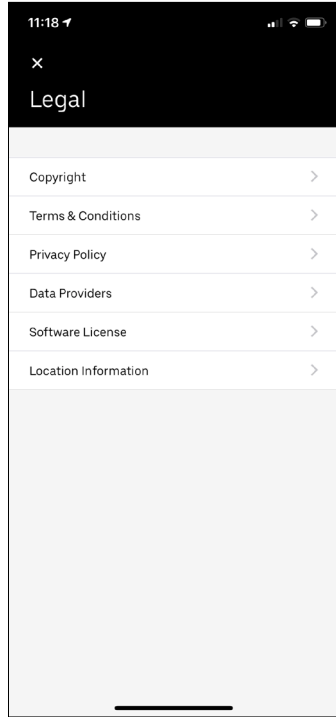 11:18
Legal
Copyright
Terms & Conditions
Privacy Policy
Data Providers
Software License
Location Information